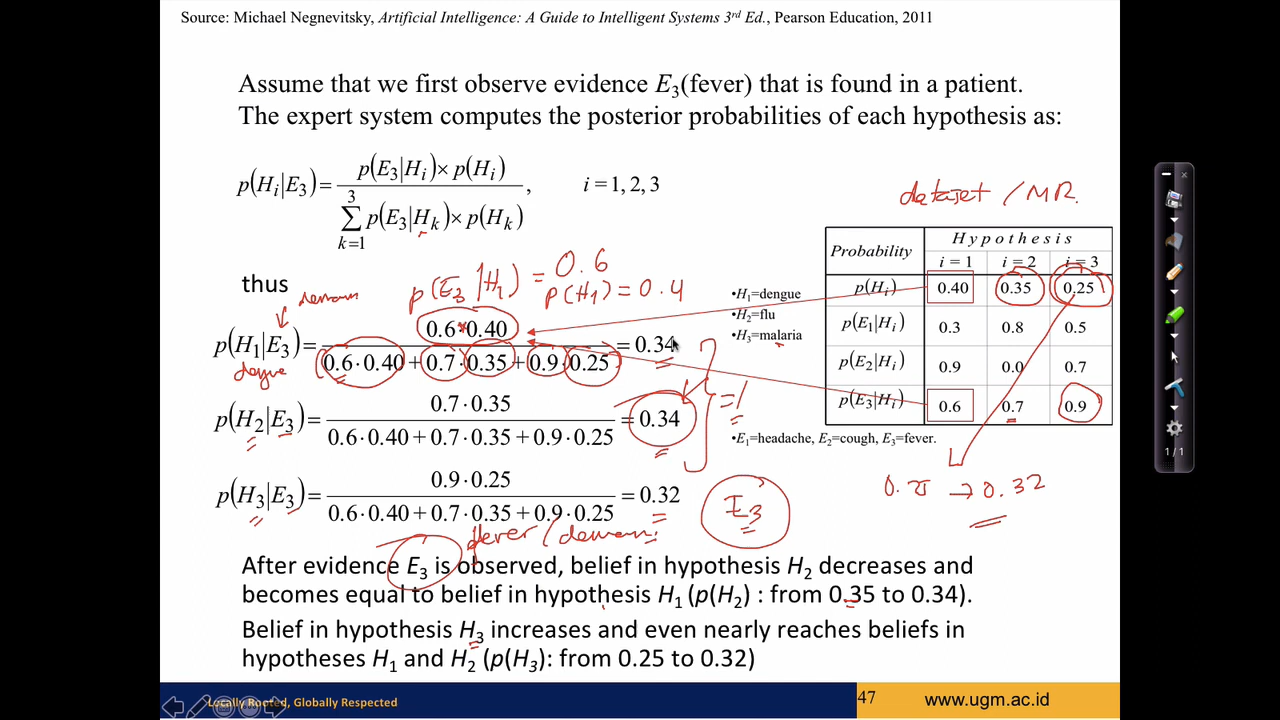 Source: Michael Negnevitsky, Artificial Intelligence: A Guide to Intelligent Systems 3rd Ed., Pearson Education, 2011
Assume that we first observe evidence E₃(fever) that is found in a patient.
The expert system computes the posterior probabilities of each hypothesis as:
p(Hᵢ|E₃) = p(E₃|Hᵢ) × p(Hᵢ) / ∑ₖ₌₁³ p(E₃|Hₖ) × p(Hₖ), i = 1, 2, 3
dataset / MR.
thus
demam
p(E₃|H₁) = 0.6
p(H₁) = 0.4
p(H₁|E₃) = 0.6·0.40 / 0.6·0.40 + 0.7·0.35 + 0.9·0.25 = 0.34
dengue
p(H₂|E₃) = 0.7·0.35 / 0.6·0.40 + 0.7·0.35 + 0.9·0.25 = 0.34
=1
p(H₃|E₃) = 0.9·0.25 / 0.6·0.40 + 0.7·0.35 + 0.9·0.25 = 0.32
E₃
fever / demam
•H₁=dengue
•H₂=flu
•H₃=malaria
Probability Hypothesis
i = 1 i = 2 i = 3
p(Hᵢ) 0.40 0.35 0.25
p(E₁|Hᵢ) 0.3 0.8 0.5
p(E₂|Hᵢ) 0.9 0.0 0.7
p(E₃|Hᵢ) 0.6 0.7 0.9
•E₁=headache, E₂=cough, E₃=fever.
0.25 → 0.32
After evidence E₃ is observed, belief in hypothesis H₂ decreases and
becomes equal to belief in hypothesis H₁ (p(H₂) : from 0.35 to 0.34).
Belief in hypothesis H₃ increases and even nearly reaches beliefs in
hypotheses H₁ and H₂ (p(H₃): from 0.25 to 0.32)
Locally Rooted, Globally Respected
47
www.ugm.ac.id
1/1